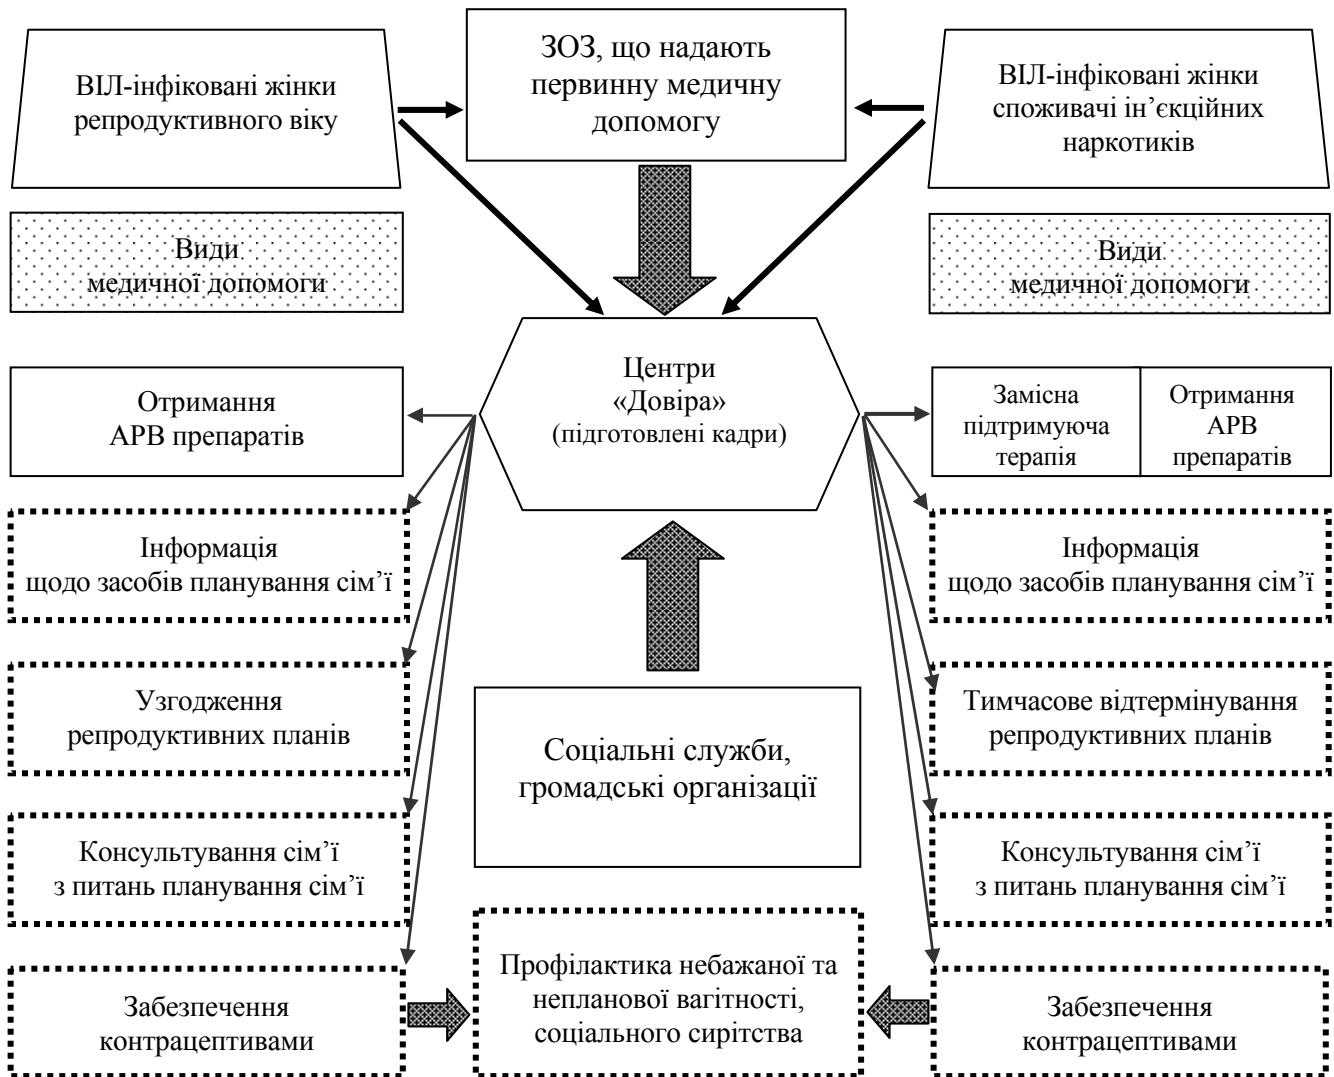 ВІЛ-інфіковані жінки
репродуктивного віку
ЗОЗ, що надають
первинну медичну
допомогу
ВІЛ-інфіковані жінки
споживачі ін’єкційних
наркотиків
Види
медичної допомоги
Види
медичної допомоги
Центри
«Довіра»
(підготовлені кадри)
Отримання
АРВ препаратів
Замісна
підтримуюча
терапія
Отримання
АРВ
препаратів
Інформація
щодо засобів планування сім’ї
Інформація
щодо засобів планування сім’ї
Узгодження
репродуктивних планів
Соціальні служби,
громадські організації
Тимчасове відтермінування
репродуктивних планів
Консультування сім’ї
з питань планування сім’ї
Консультування сім’ї
з питань планування сім’ї
Забезпечення
контрацептивами
Профілактика небажаної та
непланової вагітності,
соціального сирітства
Забезпечення
контрацептивами